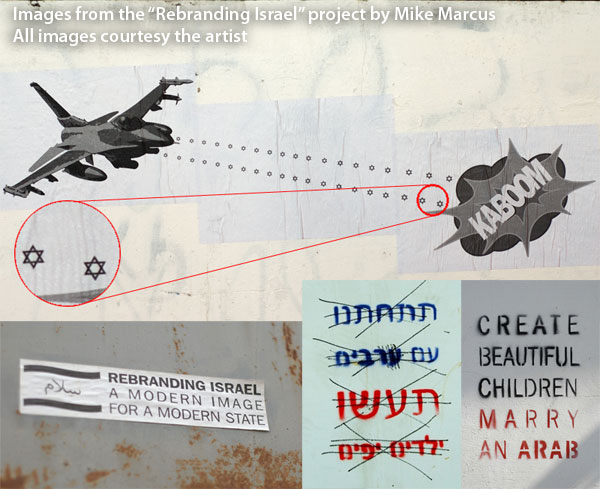 Images from the “Rebranding Israel” project by Mike Marcus
All images courtesy the artist
KABOOM
سلام
REBRANDING ISRAEL
A MODERN IMAGE
FOR A MODERN STATE
תתחתנו
עם ערבים
תעשו
ילדים יפים
CREATE
BEAUTIFUL
CHILDREN
MARRY
AN ARAB